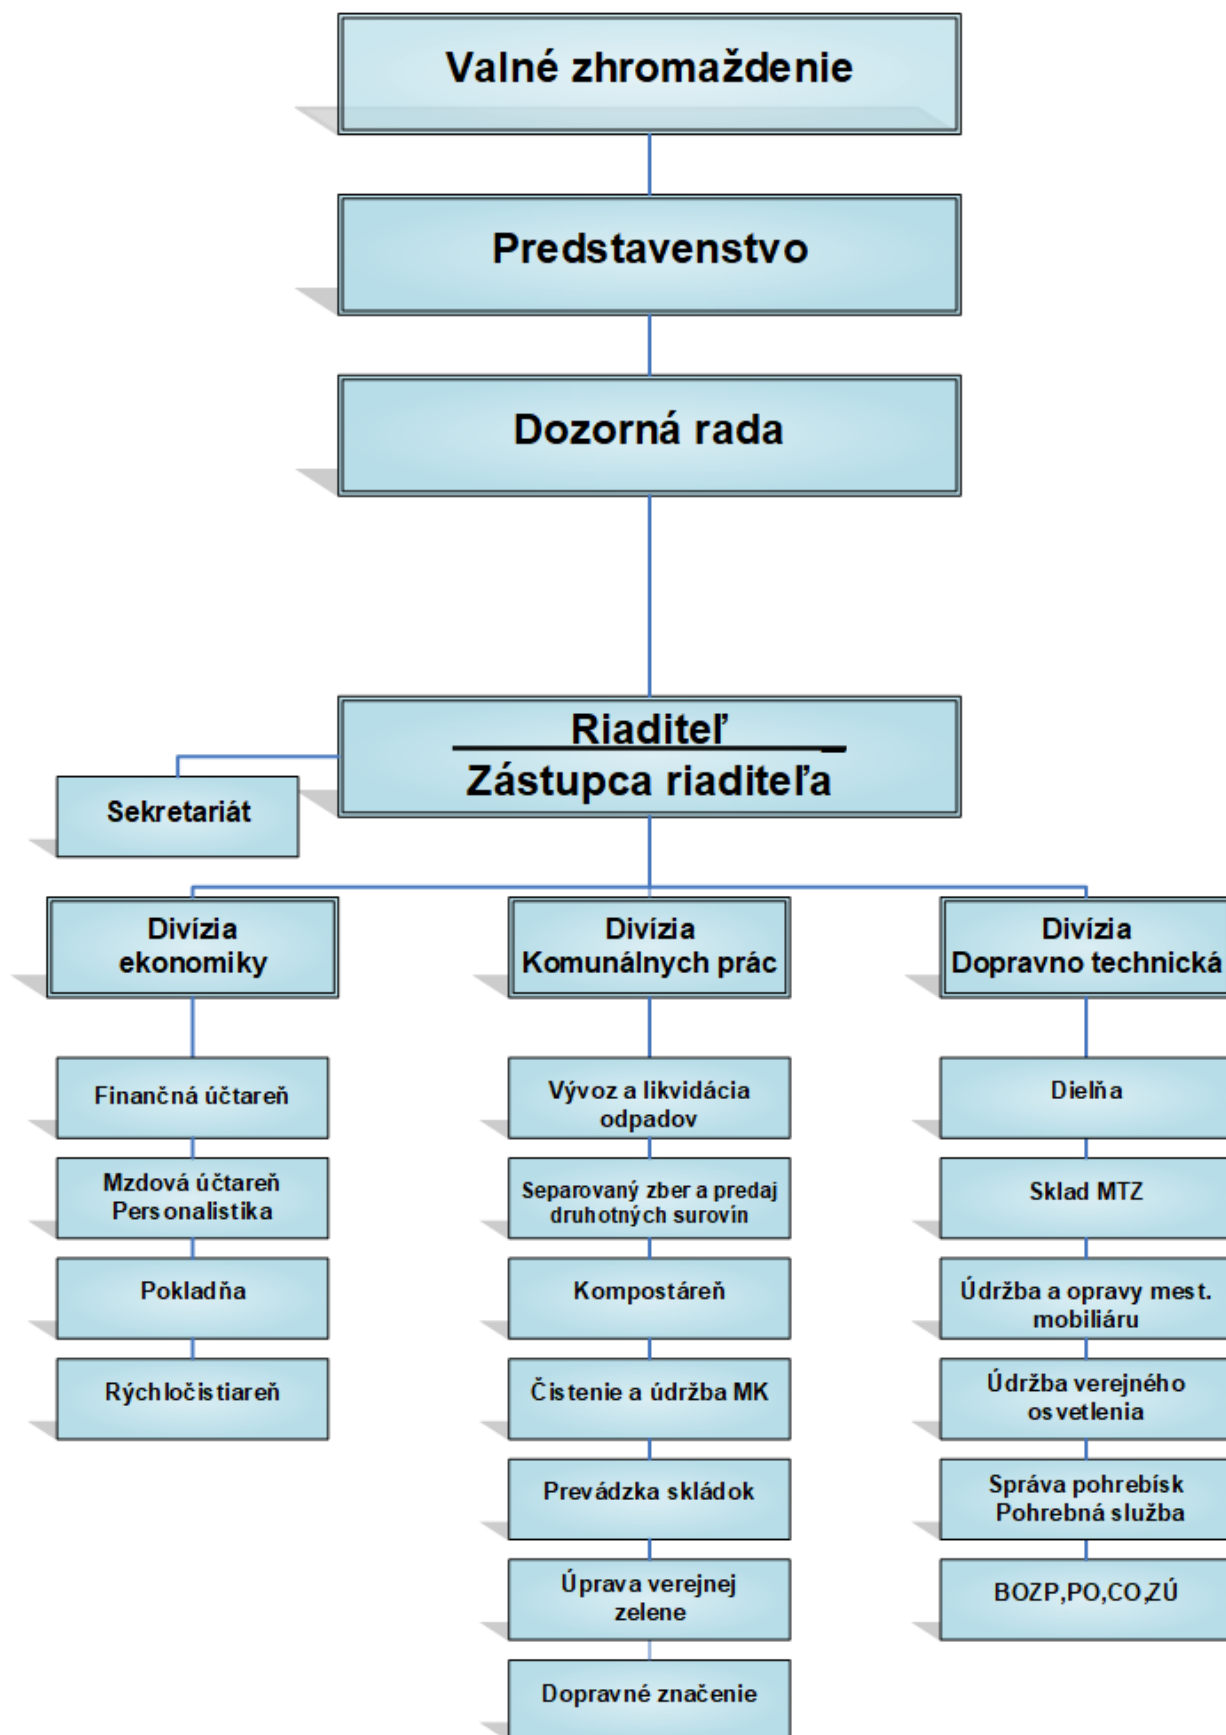 Valné zhromaždenie
Predstavenstvo
Dozorná rada
Riaditeľ
Zástupca riaditeľa
Sekretariát
Divízia
ekonomiky
Finančná účtareň
Mzdová účtareň
Personalistika
Pokladňa
Rýchločistiareň
Divízia
Komunálnych prác
Vývoz a likvidácia
odpadov
Separovaný zber a predaj
druhotných surovín
Kompostáreň
Čistenie a údržba MK
Prevádzka skládok
Úprava verejnej
zelene
Dopravné značenie
Divízia
Dopravno technická
Dielňa
Sklad MTZ
Údržba a opravy mest.
mobiliáru
Údržba verejného
osvetlenia
Správa pohrebísk
Pohrebná služba
BOZP,PO,CO,ZÚ